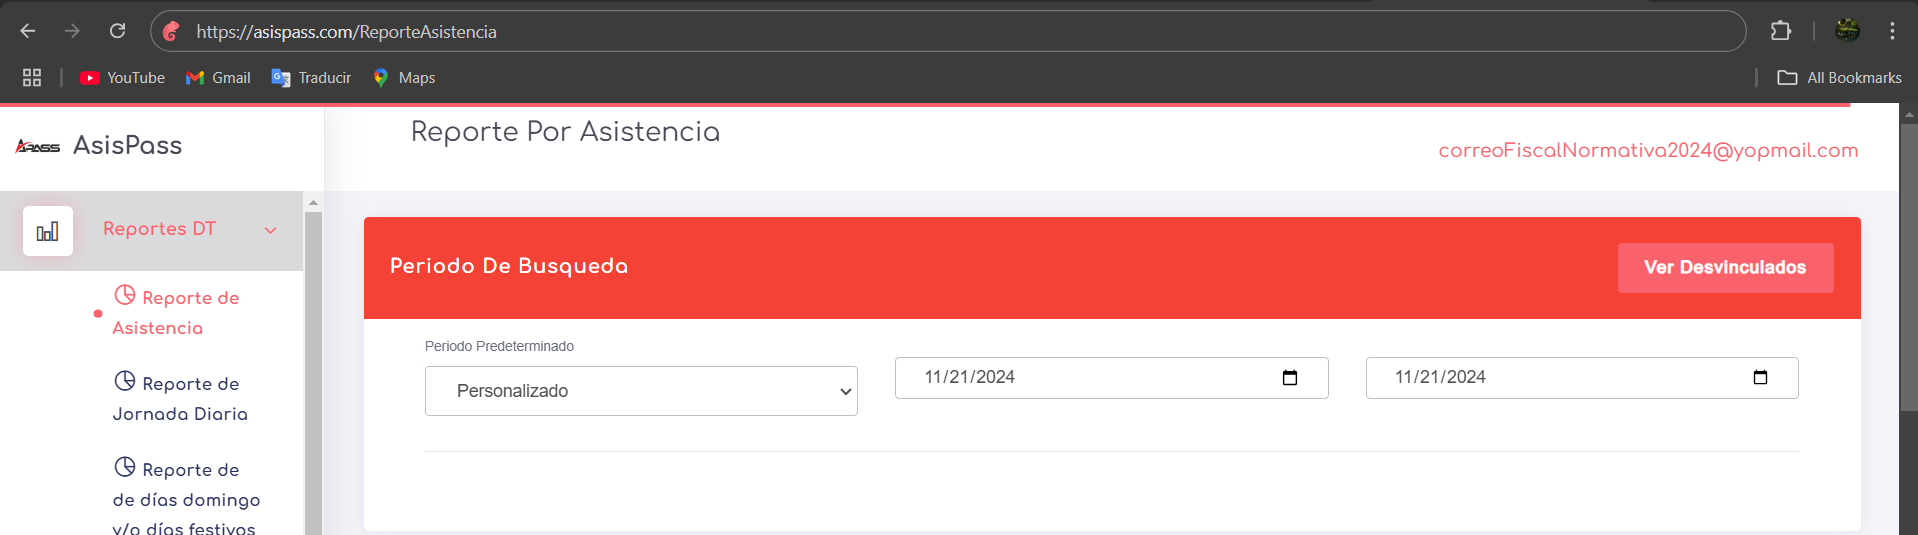 https://asispass.com/ReporteAsistencia
YouTube
Gmail
Traducir
Maps
All Bookmarks
APASS AsisPass
Reporte Por Asistencia
correoFiscalNormativa2024@yopmail.com
Reportes DT
Reporte de
Asistencia
Reporte de
Jornada Diaria
Reporte de
de días domingo
y/o días festivos
Periodo De Busqueda
Ver Desvinculados
Periodo Predeterminado
Personalizado
11/21/2024
11/21/2024